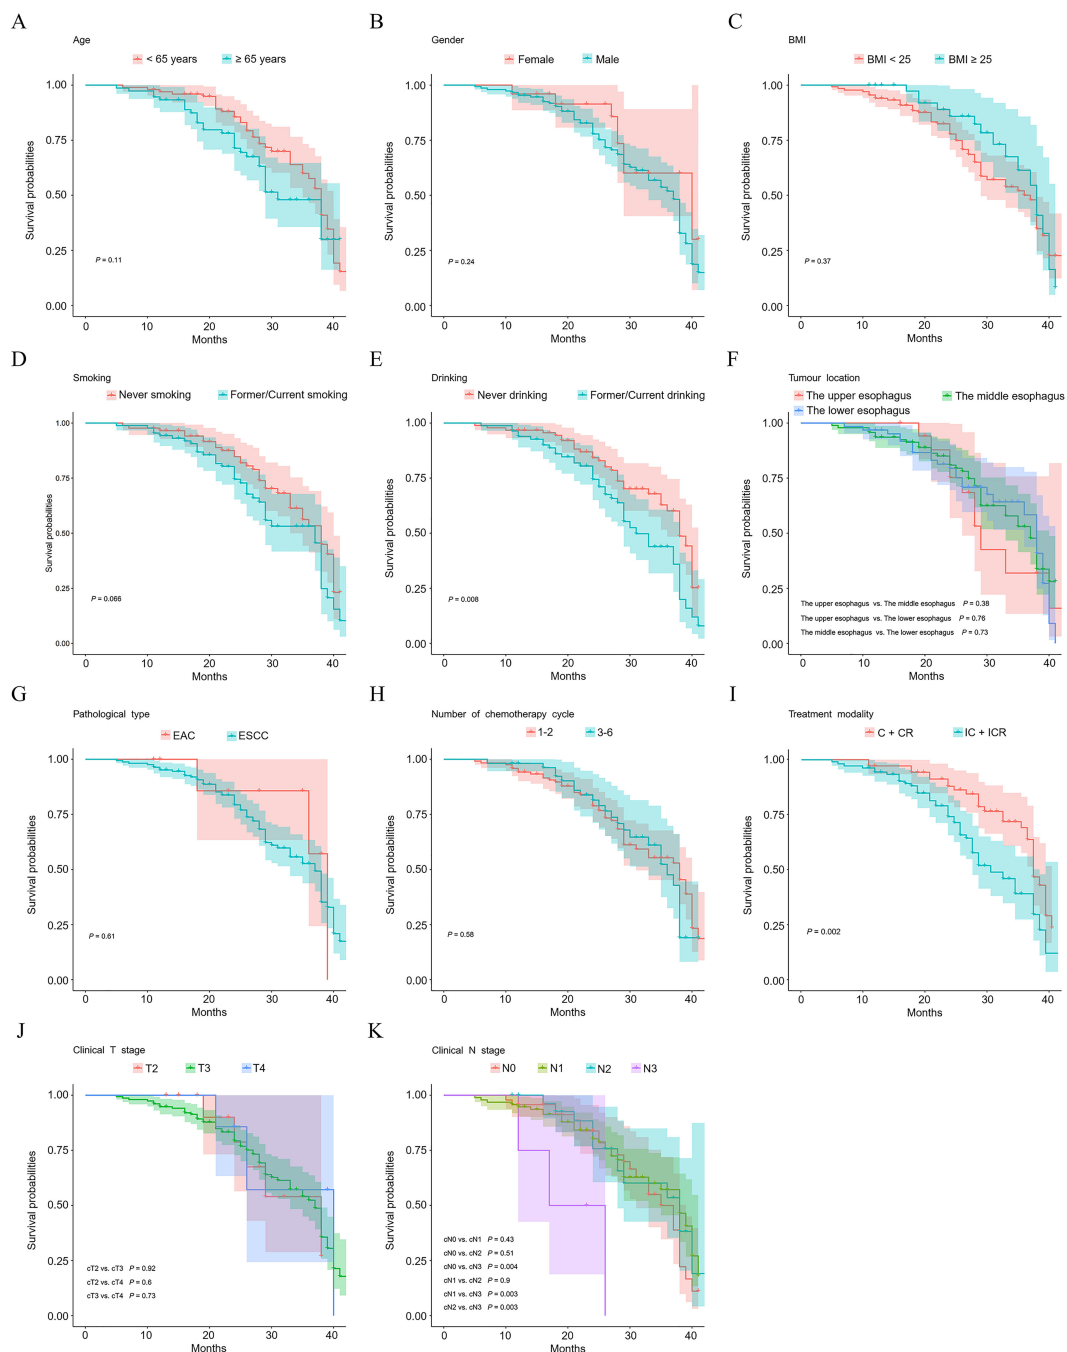 A
Age
< 65 years
≥ 65 years
Survival probabilities
1.00
0.75
0.50
0.25
0.00
P = 0.11
0 10 20 30 40
Months
B
Gender
Female
Male
Survival probabilities
1.00
0.75
0.50
0.25
0.00
P = 0.24
0 10 20 30 40
Months
C
BMI
BMI < 25
BMI ≥ 25
Survival probabilities
1.00
0.75
0.50
0.25
0.00
P = 0.37
0 10 20 30 40
Months
D
Smoking
Never smoking
Former/Current smoking
Survival probabilities
1.00
0.75
0.50
0.25
0.00
P = 0.066
0 10 20 30 40
Months
E
Drinking
Never drinking
Former/Current drinking
Survival probabilities
1.00
0.75
0.50
0.25
0.00
P = 0.008
0 10 20 30 40
Months
F
Tumour location
The upper esophagus
The middle esophagus
The lower esophagus
Survival probabilities
1.00
0.75
0.50
0.25
0.00
The upper esophagus vs. The middle esophagus P = 0.38
The upper esophagus vs. The lower esophagus P = 0.76
The middle esophagus vs. The lower esophagus P = 0.73
0 10 20 30 40
Months
G
Pathological type
EAC
ESCC
Survival probabilities
1.00
0.75
0.50
0.25
0.00
P = 0.61
0 10 20 30 40
Months
H
Number of chemotherapy cycle
1-2
3-6
Survival probabilities
1.00
0.75
0.50
0.25
0.00
P = 0.58
0 10 20 30 40
Months
I
Treatment modality
C + CR
IC + ICR
Survival probabilities
1.00
0.75
0.50
0.25
0.00
P = 0.002
0 10 20 30 40
Months
J
Clinical T stage
T2
T3
T4
Survival probabilities
1.00
0.75
0.50
0.25
0.00
cT2 vs. cT3 P = 0.92
cT2 vs. cT4 P = 0.6
cT3 vs. cT4 P = 0.73
0 10 20 30 40
Months
K
Clinical N stage
N0
N1
N2
N3
Survival probabilities
1.00
0.75
0.50
0.25
0.00
cN0 vs. cN1 P = 0.43
cN0 vs. cN2 P = 0.51
cN0 vs. cN3 P = 0.004
cN1 vs. cN2 P = 0.9
cN1 vs. cN3 P = 0.003
cN2 vs. cN3 P = 0.003
0 10 20 30 40
Months